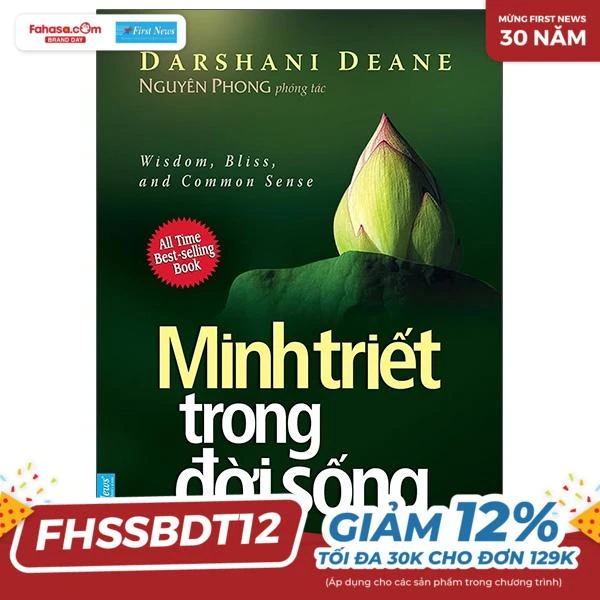 Fahasa.com
BRAND DAY
First News
MỪNG FIRST NEWS
30 NĂM
DARSHANI DEANE
NGUYÊN PHONG phóng tác
Wisdom, Bliss,
and Common Sense
All Time
Best-selling
Book
Minh triết
trong
đời sống
News
FHSSBDT12
GIẢM 12%
TỐI ĐA 30K CHO ĐƠN 129K
(Áp dụng cho các sản phẩm trong chương trình)